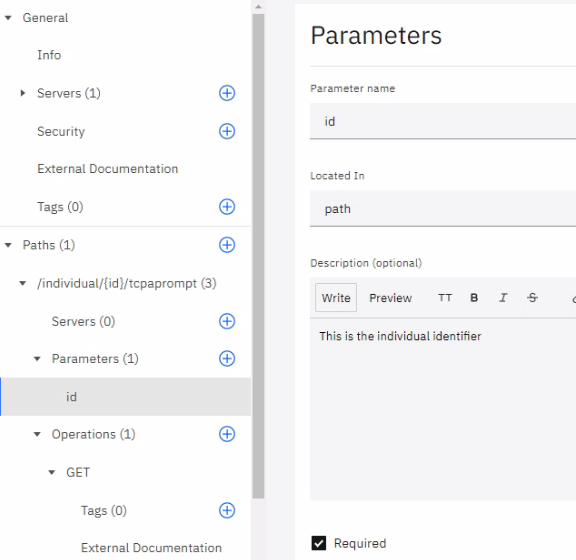 General
Info
Servers (1)
Security
External Documentation
Tags (0)
Paths (1)
/individual/{id}/tcpaprompt (3)
Servers (0)
Parameters (1)
id
Operations (1)
GET
Tags (0)
External Documentation
Parameters
Parameter name
id
Located In
path
Description (optional)
Write Preview TT B I S
This is the individual identifier
Required